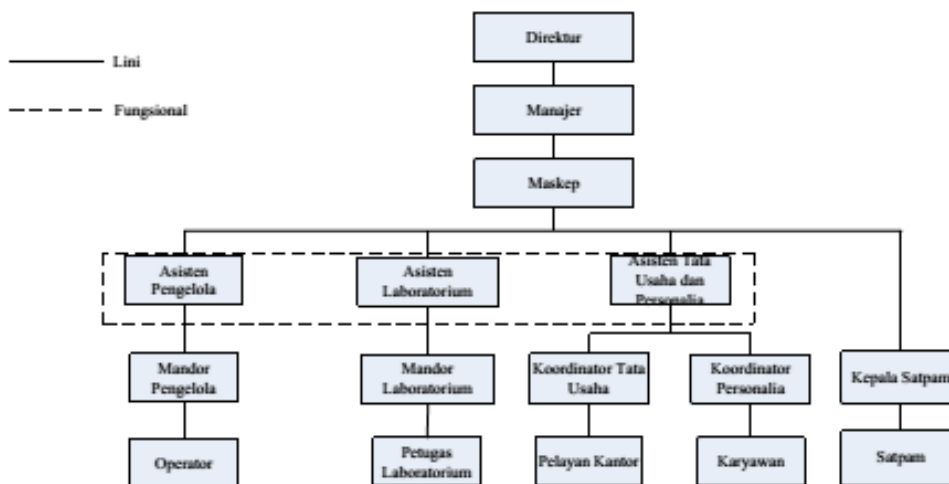 Direktur
Lini
Manajer
Fungsional
Maskep
Asisten
Pengelola
Asisten
Laboratorium
Asisten Tata
Usaha dan
Personalia
Mandor
Pengelola
Mandor
Laboratorium
Koordinator Tata
Usaha
Koordinator
Personalia
Kepala Satpam
Operator
Petugas
Laboratorium
Pelayan Kantor
Karyawan
Satpam